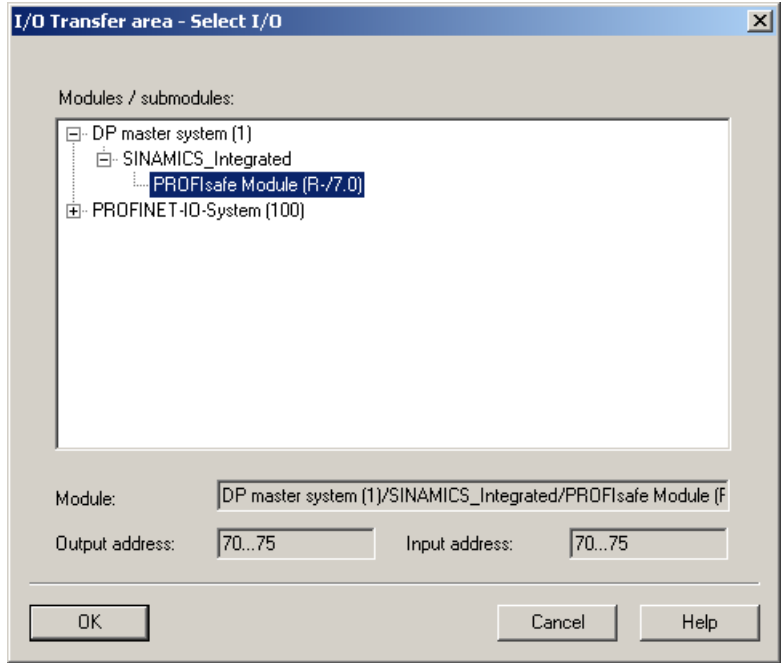 I/O Transfer area - Select I/O
Modules / submodules:
DP master system (1)
SINAMICS_Integrated
PROFIsafe Module (R-/7.0)
PROFINET-IO-System (100)
Module: DP master system (1)/SINAMICS_Integrated/PROFIsafe Module (F
Output address: 70...75 Input address: 70...75
OK Cancel Help